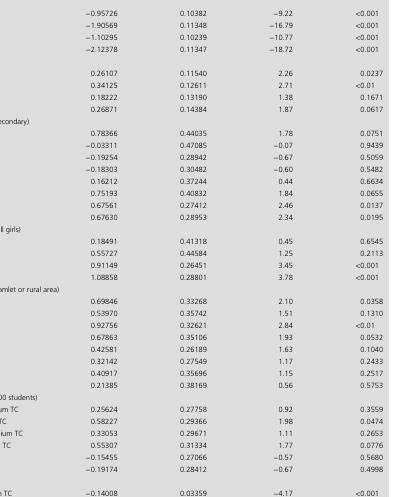 −0.95726 0.10382 −9.22 <0.001
−1.90569 0.11348 −16.79 <0.001
−1.10295 0.10239 −10.77 <0.001
−2.12378 0.11347 −18.72 <0.001
0.26107 0.11540 2.26 0.0237
0.34125 0.12611 2.71 <0.01
0.18222 0.13190 1.38 0.1671
0.26871 0.14384 1.87 0.0617
econdary)
0.78366 0.44035 1.78 0.0751
−0.03311 0.47085 −0.07 0.9439
−0.19254 0.28942 −0.67 0.5059
−0.18303 0.30482 −0.60 0.5482
0.16212 0.37244 0.44 0.6634
0.75193 0.40832 1.84 0.0655
0.67561 0.27412 2.46 0.0137
0.67630 0.28953 2.34 0.0195
ll girls)
0.18491 0.41318 0.45 0.6545
0.55727 0.44584 1.25 0.2113
0.91149 0.26451 3.45 <0.001
1.08858 0.28801 3.78 <0.001
amlet or rural area)
0.69846 0.33268 2.10 0.0358
0.53970 0.35742 1.51 0.1310
0.92756 0.32621 2.84 <0.01
0.67863 0.35106 1.93 0.0532
0.42581 0.26189 1.63 0.1040
0.32142 0.27549 1.17 0.2433
0.40917 0.35696 1.15 0.2517
0.21385 0.38169 0.56 0.5753
00 students)
um TC 0.25624 0.27758 0.92 0.3559
TC 0.58227 0.29366 1.98 0.0474
ium TC 0.33053 0.29671 1.11 0.2653
TC 0.55307 0.31334 1.77 0.0776
−0.15455 0.27066 −0.57 0.5680
−0.19174 0.28412 −0.67 0.4998
n TC −0.14008 0.03359 −4.17 <0.001